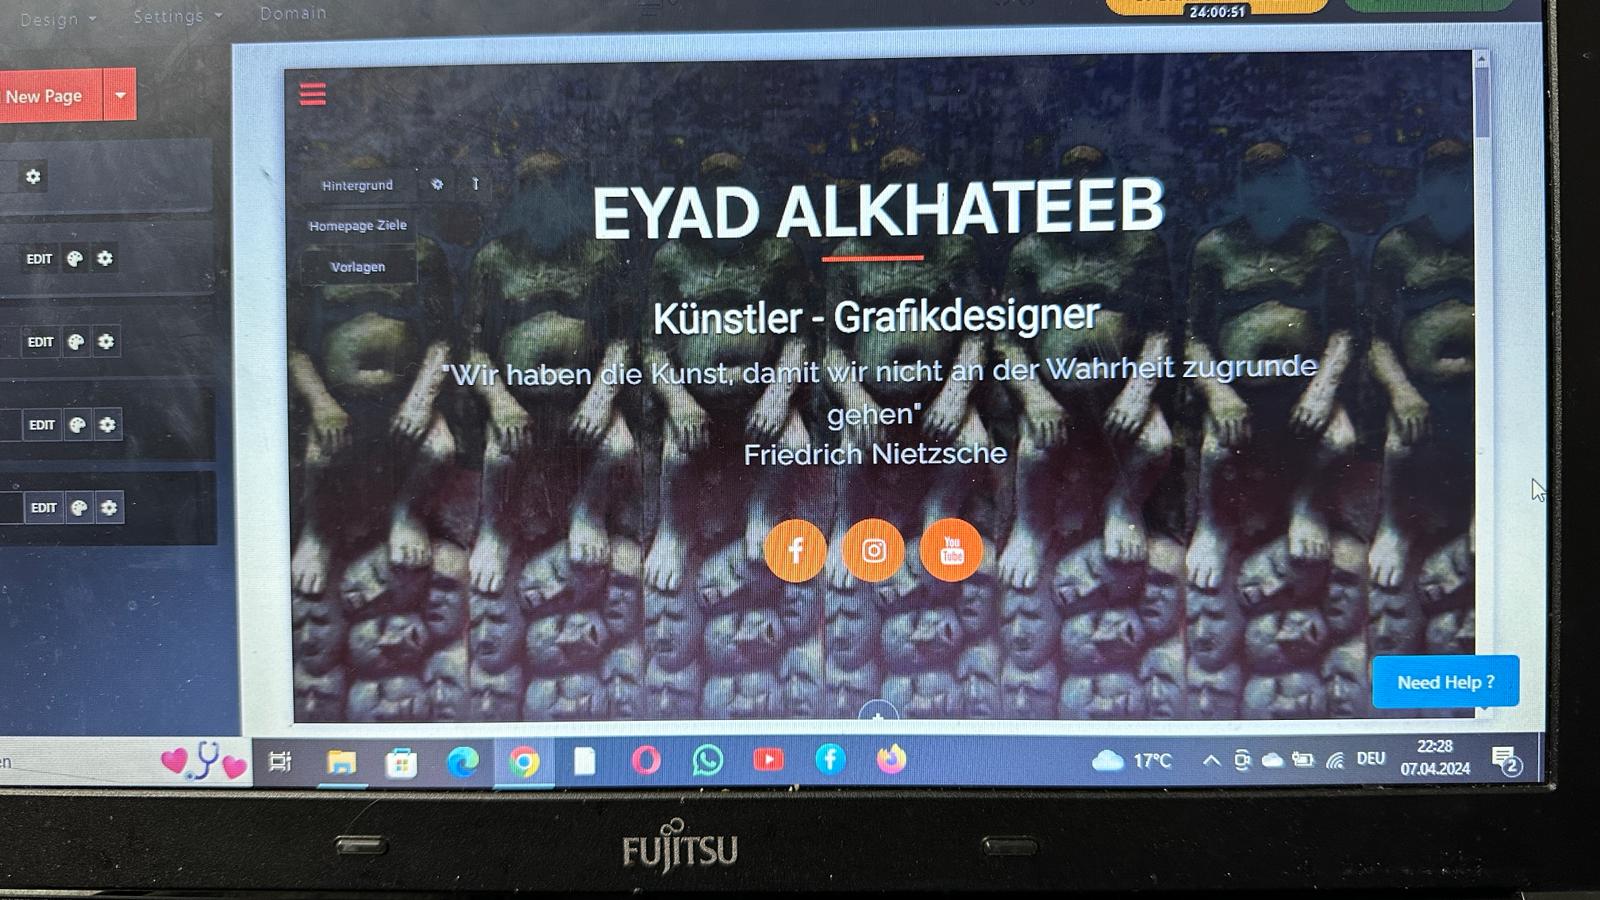 Design
Settings
Domain
24:00:51
New Page
EDIT
EDIT
EDIT
EDIT
Hintergrund
Homepage Ziele
Vorlagen
EYAD ALKHATEEB
Künstler - Grafikdesigner
"Wir haben die Kunst, damit wir nicht an der Wahrheit zugrunde
gehen"
Friedrich Nietzsche
You
Tube
Need Help ?
17°C
DEU
22:28
07.04.2024
2
FUJITSU